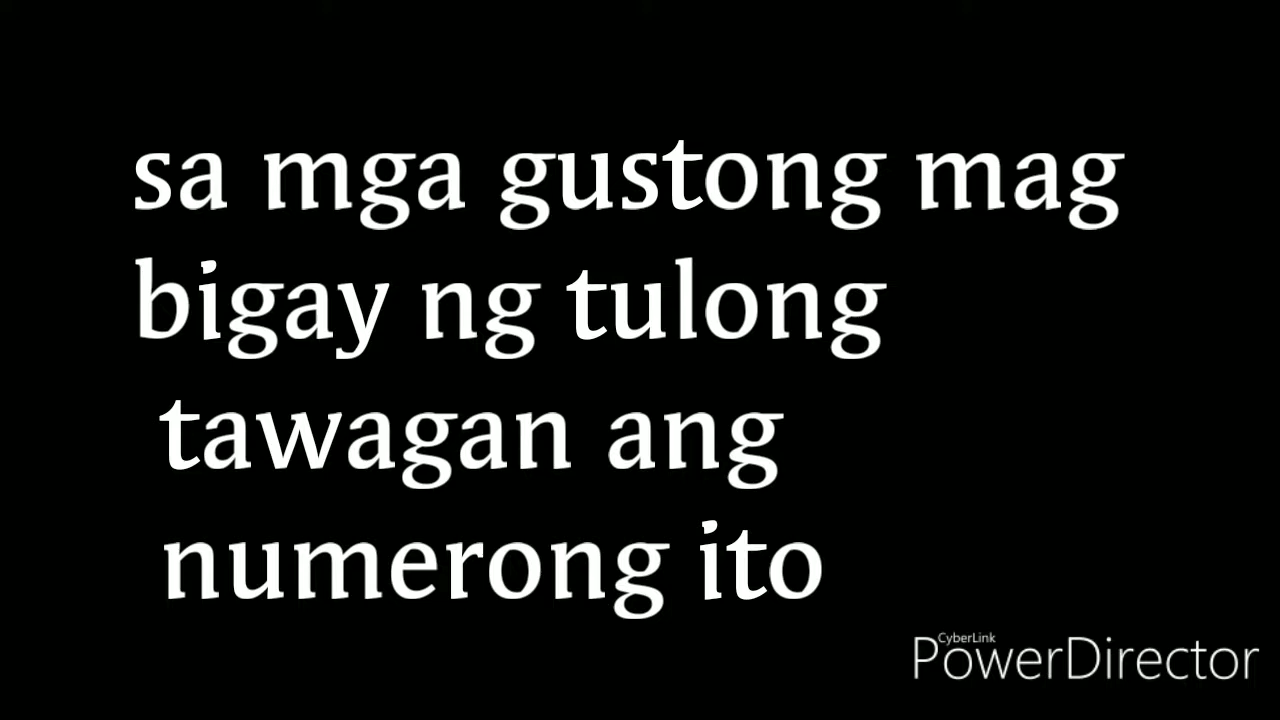 sa mga gustong mag
bigay ng tulong
tawagan ang
numerong ito
CyberLink
PowerDirector